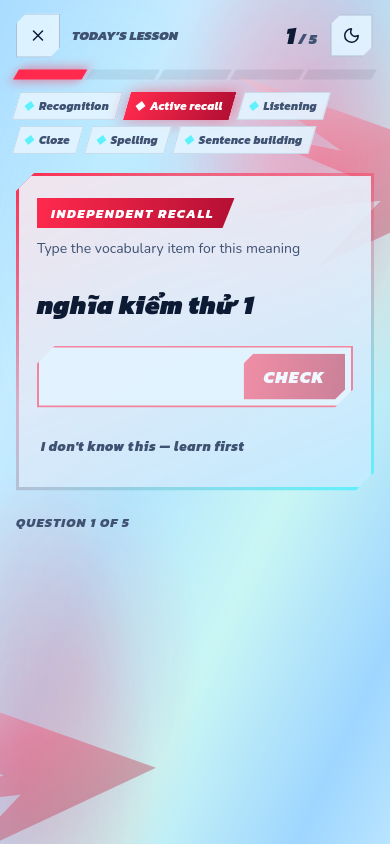 TODAY'S LESSON
1 / 5
Recognition
Active recall
Listening
Cloze
Spelling
Sentence building
INDEPENDENT RECALL
Type the vocabulary item for this meaning
nghĩa kiểm thử 1
CHECK
I don't know this — learn first
QUESTION 1 OF 5